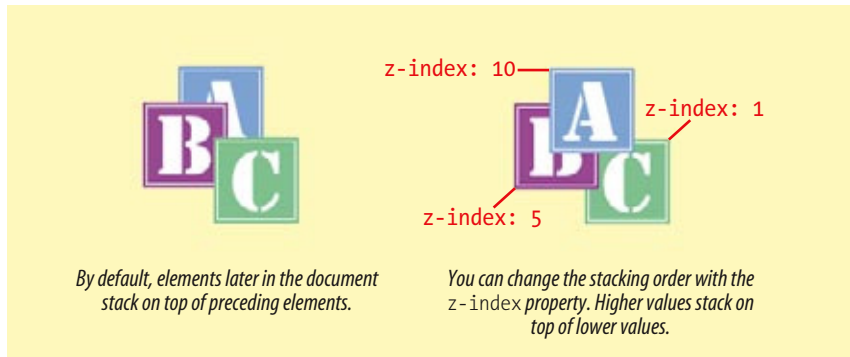 A
B
C
z-index: 10
A
z-index: 1
B
C
z-index: 5
By default, elements later in the document
stack on top of preceding elements.
You can change the stacking order with the
z-index property. Higher values stack on
top of lower values.